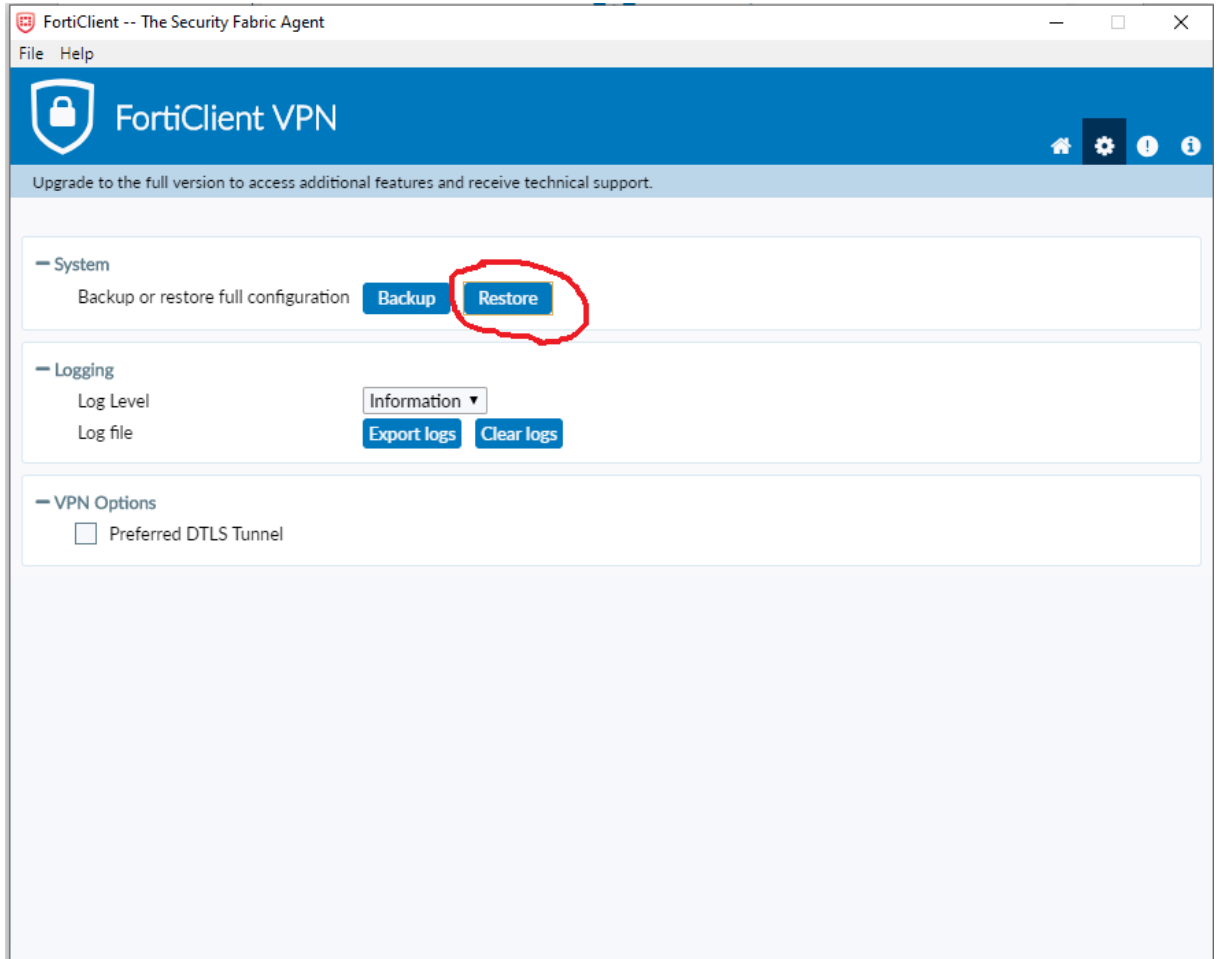 FortiClient -- The Security Fabric Agent
File Help
FortiClient VPN
Upgrade to the full version to access additional features and receive technical support.
System
Backup or restore full configuration Backup Restore
Logging
Log Level Information
Log file Export logs Clear logs
VPN Options
Preferred DTLS Tunnel